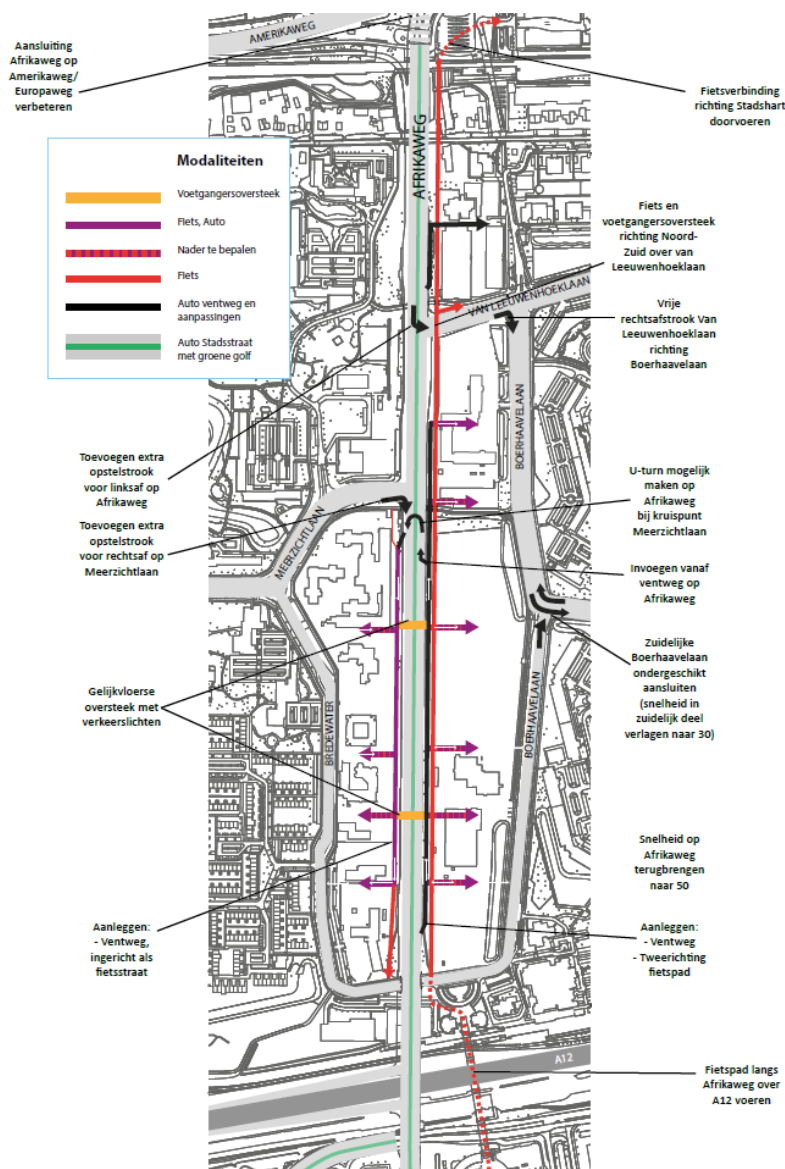 AMERIKAWEG
Aansluiting
Afrikaweg op
Amerikaweg/
Europaweg
verbeteren
Fietsverbinding
richting Stadshart
doorvoeren
AFRIKAWEG
Modaliteiten
Voetgangersoversteek
Fiets, Auto
Nader te bepalen
Fiets
Auto ventweg en
aanpassingen
Auto Stadsstraat
met groene golf
Fiets en
voetgangersoversteek
richting Noord-
Zuid over van
Leeuwenhoeklaan
VAN LEEUWENHOEKLAAN
Vrije
rechtsafstrook Van
Leeuwenhoeklaan
richting
Boerhaavelaan
BOERHAAVELAAN
Toevoegen extra
opstelstrook
voor linksaf op
Afrikaweg
U-turn mogelijk
maken op
Afrikaweg
bij kruispunt
Meerzichtlaan
Toevoegen extra
opstelstrook
voor rechtsaf op
Meerzichtlaan
MEERZICHTLAAN
Invoegen vanaf
ventweg op
Afrikaweg
Zuidelijke
Boerhaavelaan
ondergeschikt
aansluiten
(snelheid in
zuidelijk deel
verlagen naar 30)
Gelijkvloerse
oversteek met
verkeerslichten
BREDEWATER
BOERHAAVELAAN
Snelheid op
Afrikaweg
terugbrengen
naar 50
Aanleggen:
- Ventweg,
ingericht als
fietsstraat
Aanleggen:
- Ventweg
- Tweerichting
fietspad
A12
Fietspad langs
Afrikaweg over
A12 voeren